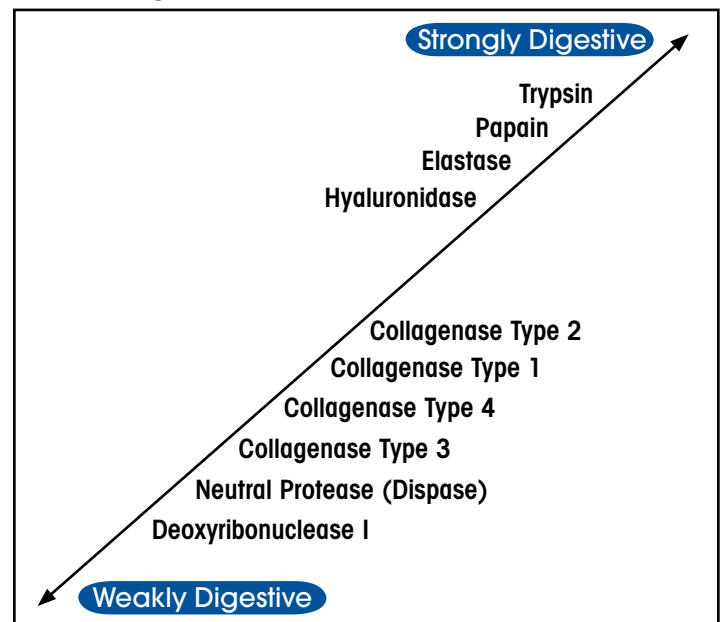 Strongly Digestive
Trypsin
Papain
Elastase
Hyaluronidase
Collagenase Type 2
Collagenase Type 1
Collagenase Type 4
Collagenase Type 3
Neutral Protease (Dispase)
Deoxyribonuclease I
Weakly Digestive